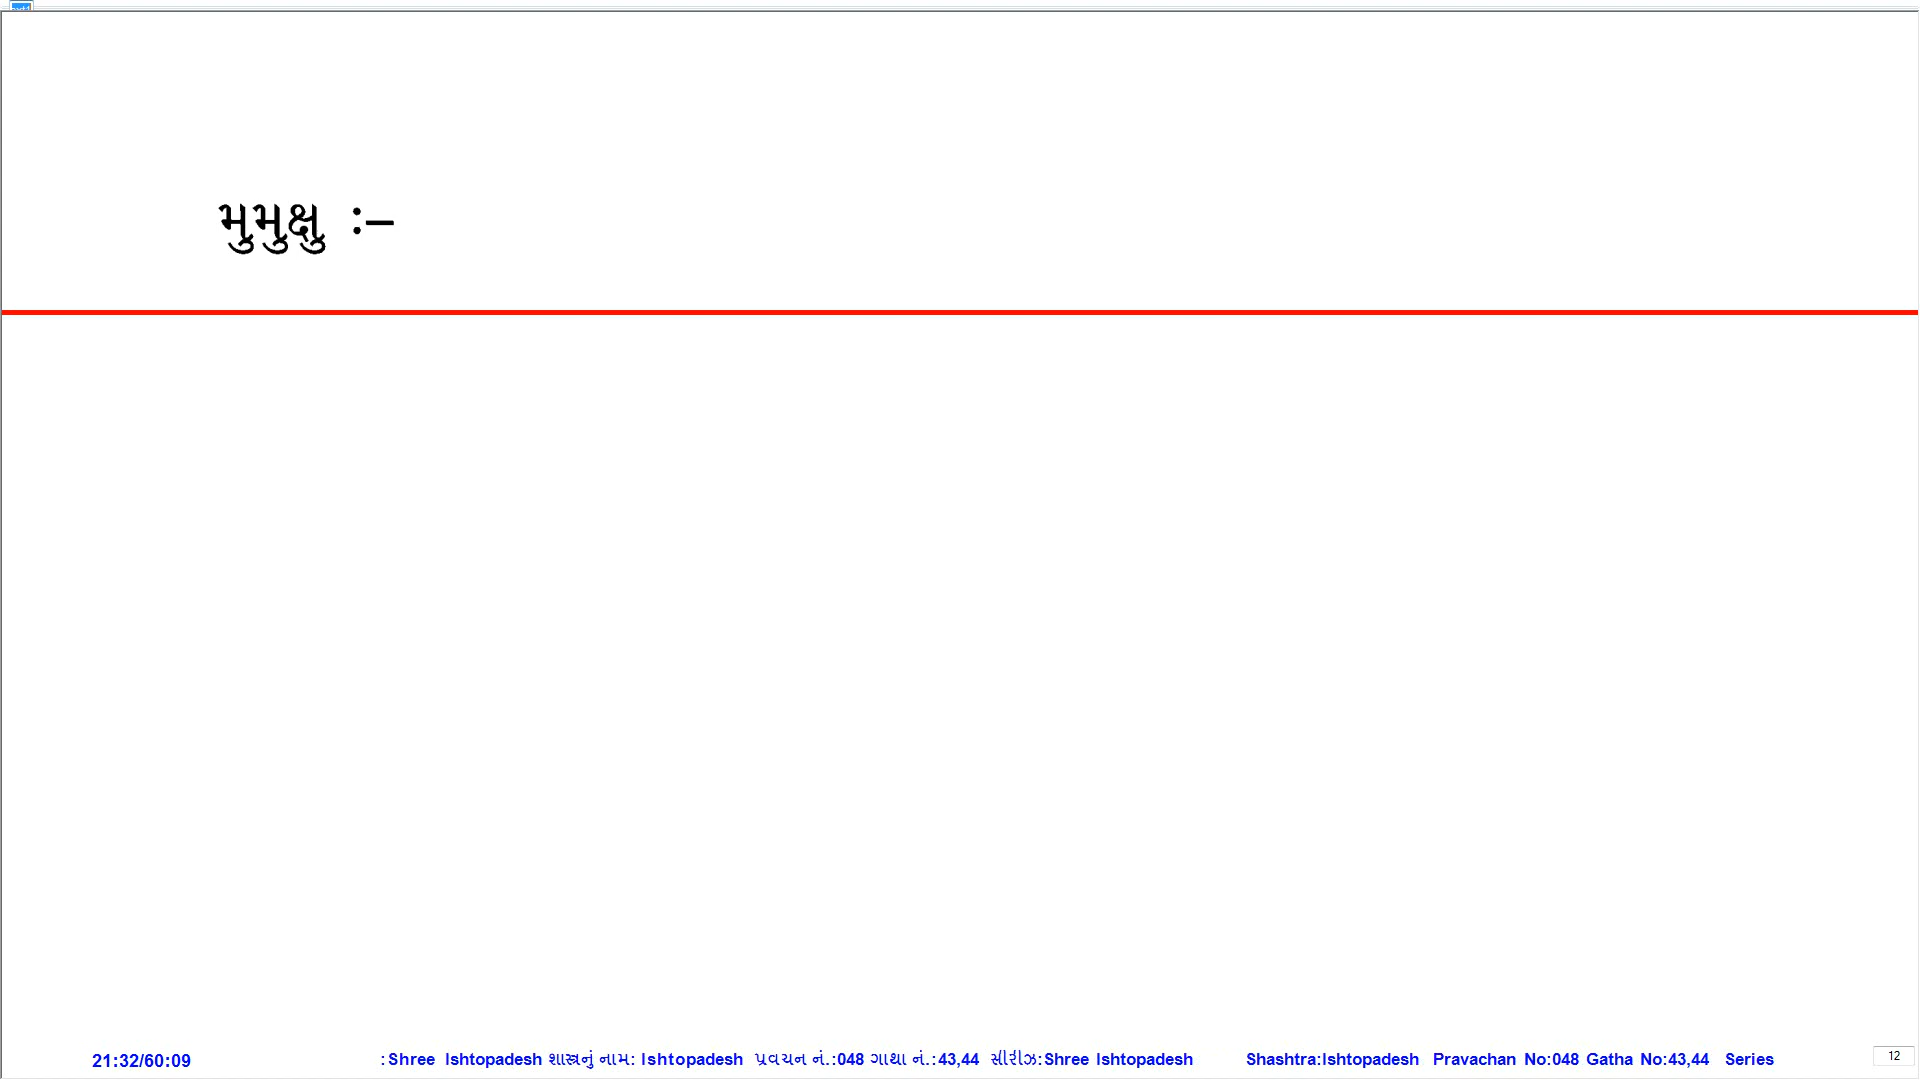 મુમુક્ષુ :–
21:32/60:09 :Shree Ishtopadesh શાસ્ત્રનું નામ: Ishtopadesh પ્રવચન નં.:048 ગાથા નં.:43,44 સીરીઝ:Shree Ishtopadesh Shashtra:Ishtopadesh Pravachan No:048 Gatha No:43,44 Series 12